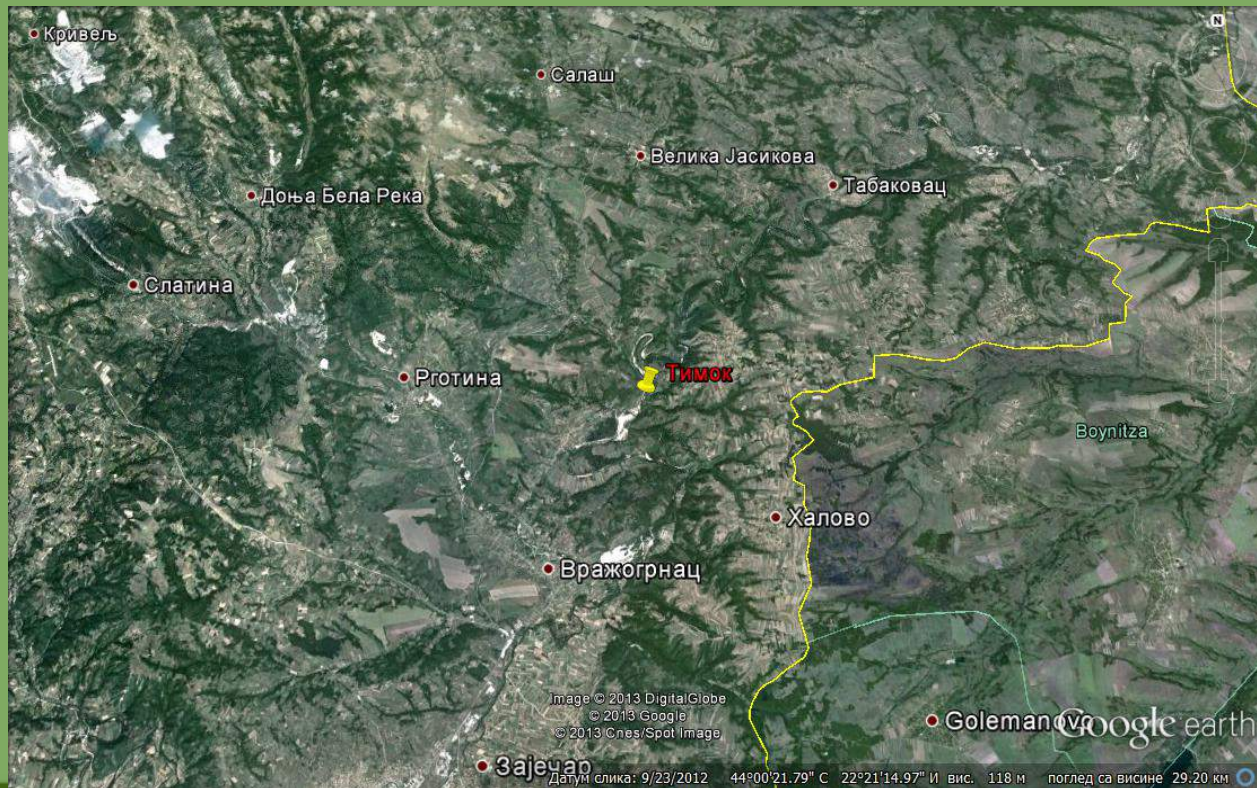 N
Кривељ
Салаш
Велика Јасикова
Табаковац
Доња Бела Река
Слатина
Тимок
Рготина
Boynitza
Халово
Вражогрнац
Image © 2013 DigitalGlobe
© 2013 Google
© 2013 Cnes/Spot Image
Golemanovo
Google earth
Зајечар
Датум слика: 9/23/2012 44°00'21.79" С 22°21'14.97" И вис. 118 м поглед са висине 29.20 км